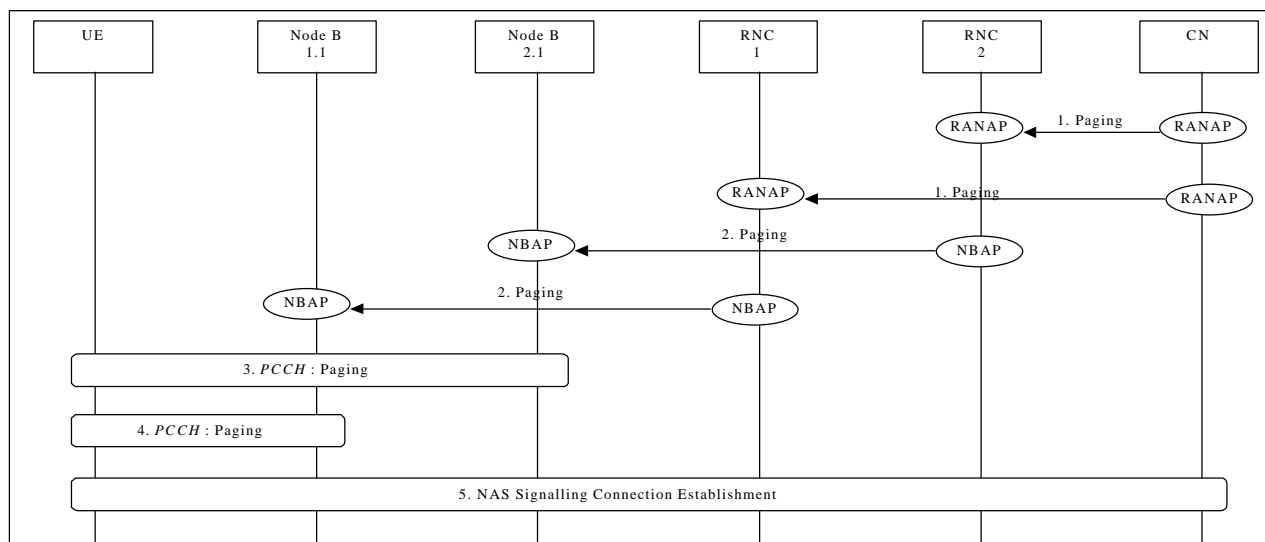 UE
Node B
1.1
Node B
2.1
RNC
1
RNC
2
CN
RANAP
1. Paging
RANAP
RANAP
1. Paging
RANAP
NBAP
2. Paging
NBAP
NBAP
2. Paging
NBAP
3. PCCH : Paging
4. PCCH : Paging
5. NAS Signalling Connection Establishment